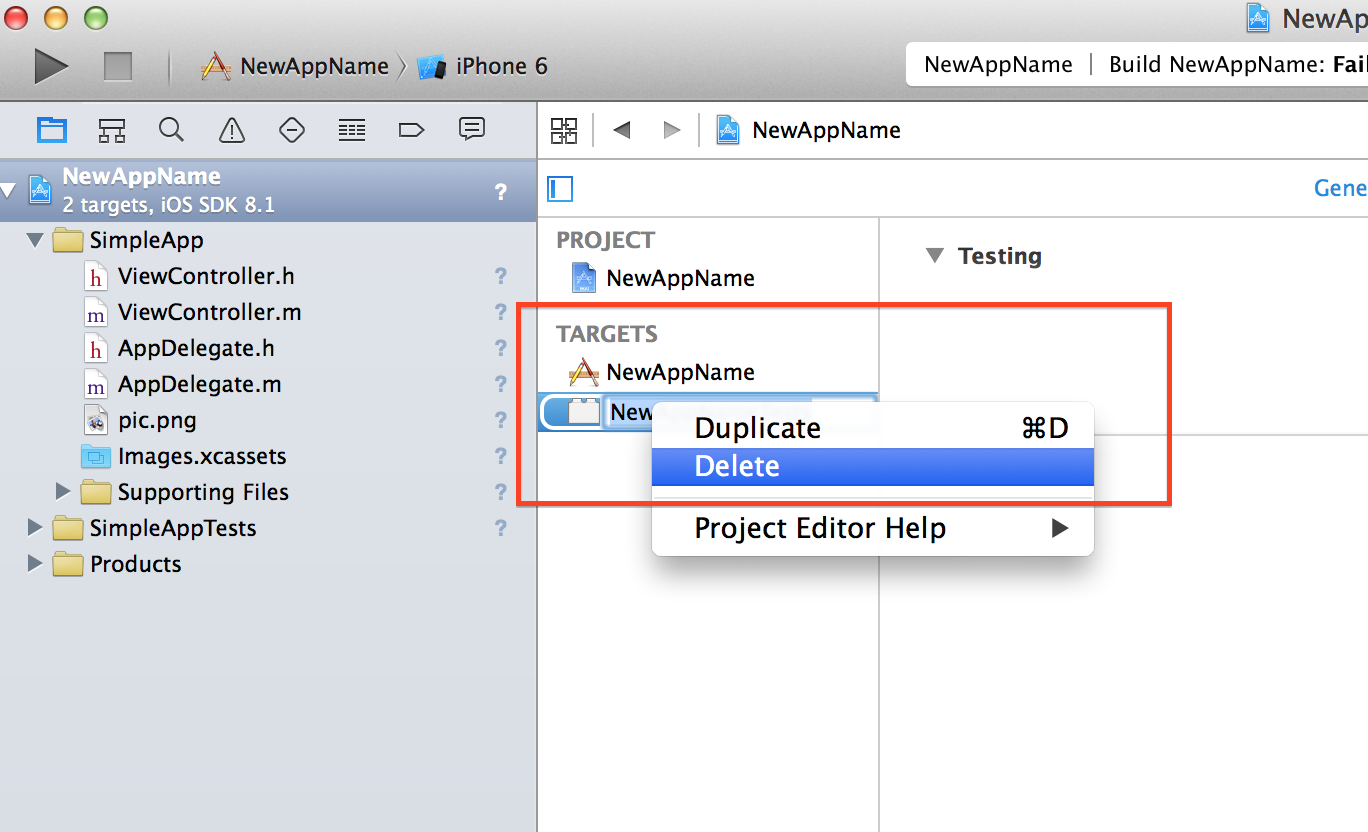 NewAp
NewAppName
iPhone 6
NewAppName | Build NewAppName: Fail
NewAppName
NewAppName
2 targets, iOS SDK 8.1
?
Gene
SimpleApp
h ViewController.h ?
m ViewController.m ?
h AppDelegate.h ?
m AppDelegate.m ?
pic.png ?
Images.xcassets ?
Supporting Files ?
SimpleAppTests ?
Products
PROJECT
NewAppName
TARGETS
NewAppName
New
Testing
Duplicate ⌘D
Delete
Project Editor Help